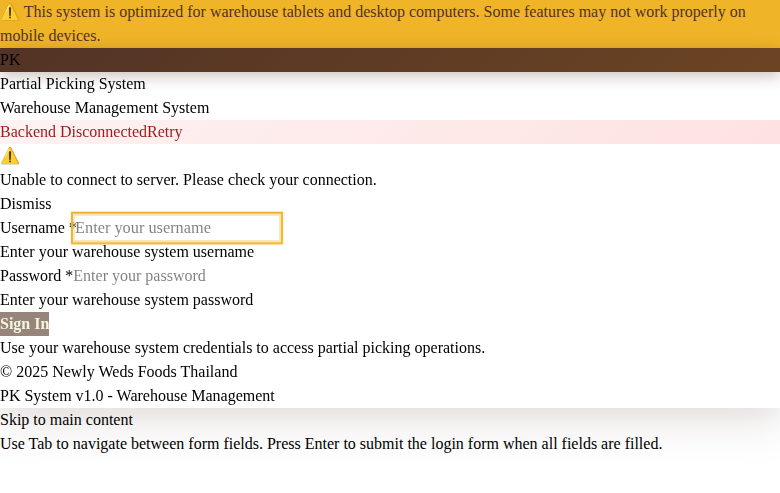 ⚠️ This system is optimized for warehouse tablets and desktop computers. Some features may not work properly on
mobile devices.
PK
Partial Picking System
Warehouse Management System
Backend DisconnectedRetry
⚠️
Unable to connect to server. Please check your connection.
Dismiss
Username *Enter your username
Enter your warehouse system username
Password *Enter your password
Enter your warehouse system password
Sign In
Use your warehouse system credentials to access partial picking operations.
© 2025 Newly Weds Foods Thailand
PK System v1.0 - Warehouse Management
Skip to main content
Use Tab to navigate between form fields. Press Enter to submit the login form when all fields are filled.